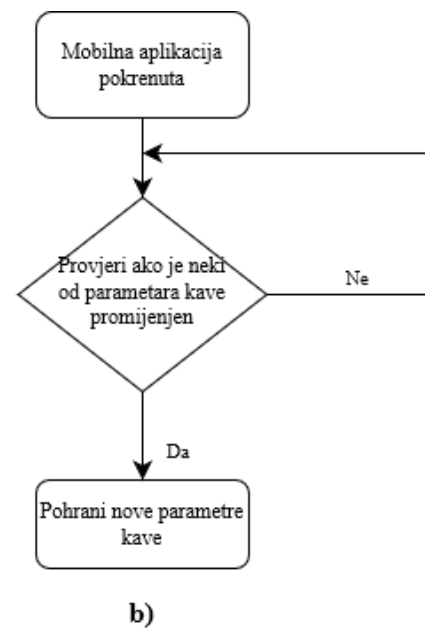 Mobilna aplikacija
pokrenuta
Provjeri ako je neki
od parametara kave
promijenjen
Ne
Da
Pohrani nove parametre
kave
b)